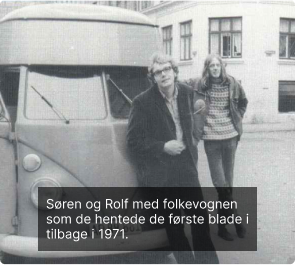 Søren og Rolf med folkevognen
som de hentede de første blade i
tilbage i 1971.